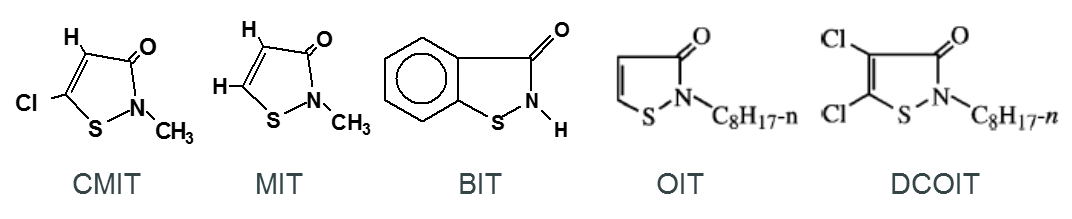 H O Cl S N CH₃
H O H S N CH₃
O N S H
O S N C₈H₁₇-n
Cl O Cl S N C₈H₁₇-n
CMIT MIT BIT OIT DCOIT